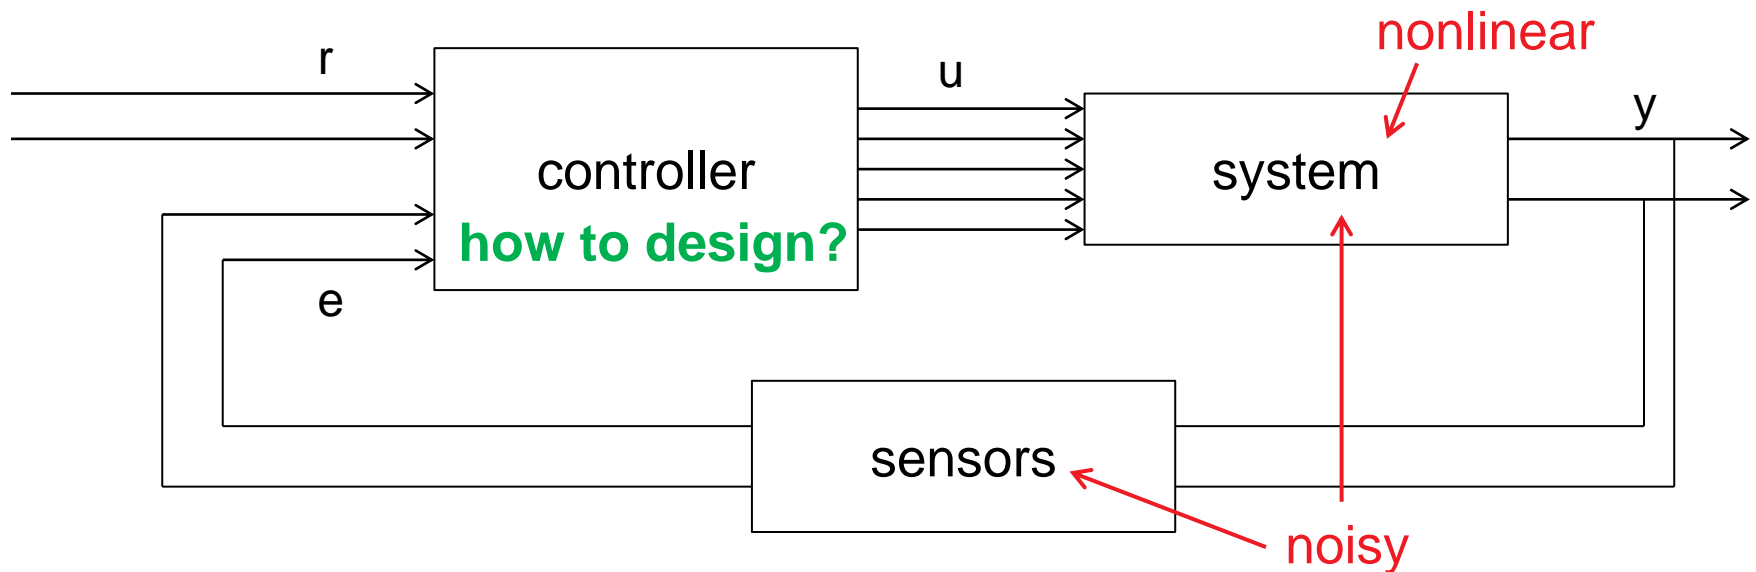 nonlinear
r
u
y
controller
system
how to design?
e
sensors
noisy